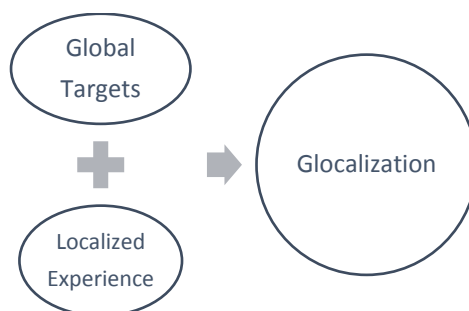 Global
Targets
Localized
Experience
Glocalization